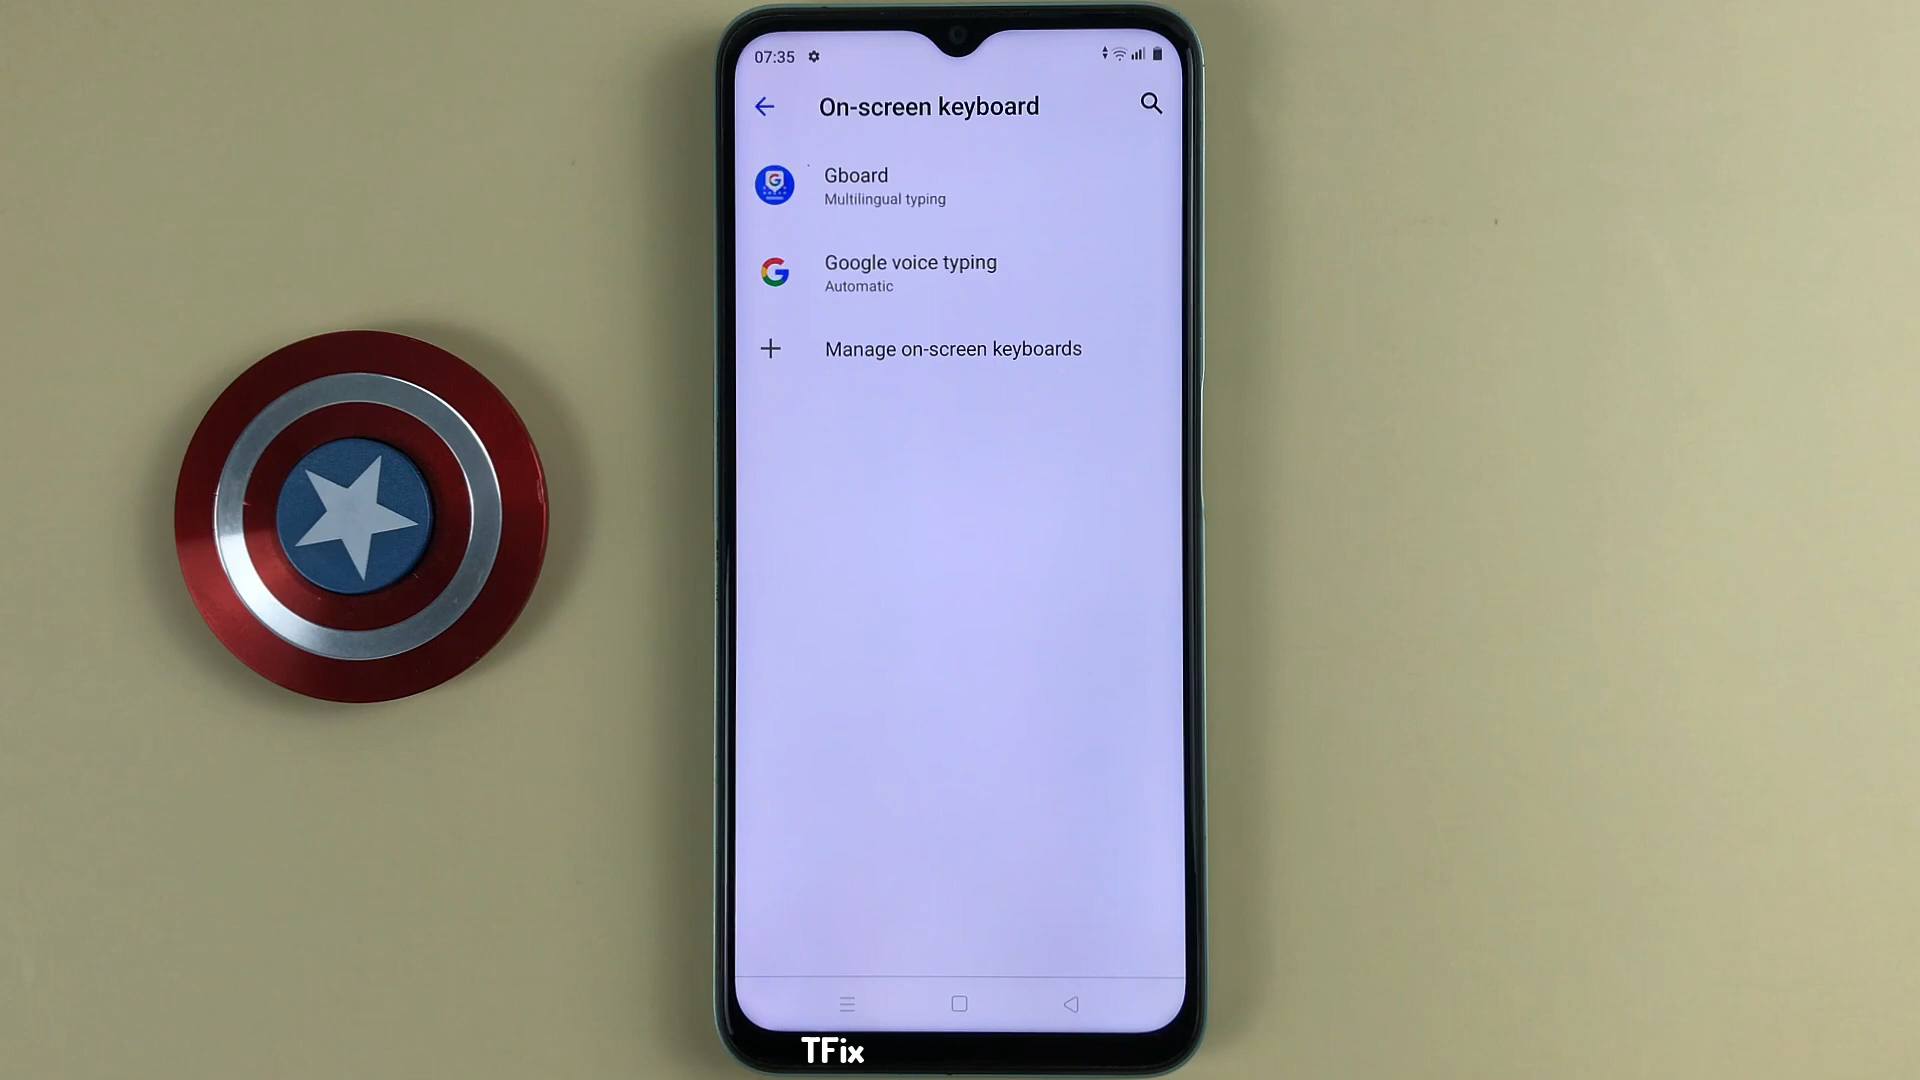 07:35
On-screen keyboard
Gboard
Multilingual typing
Google voice typing
Automatic
Manage on-screen keyboards
TFix